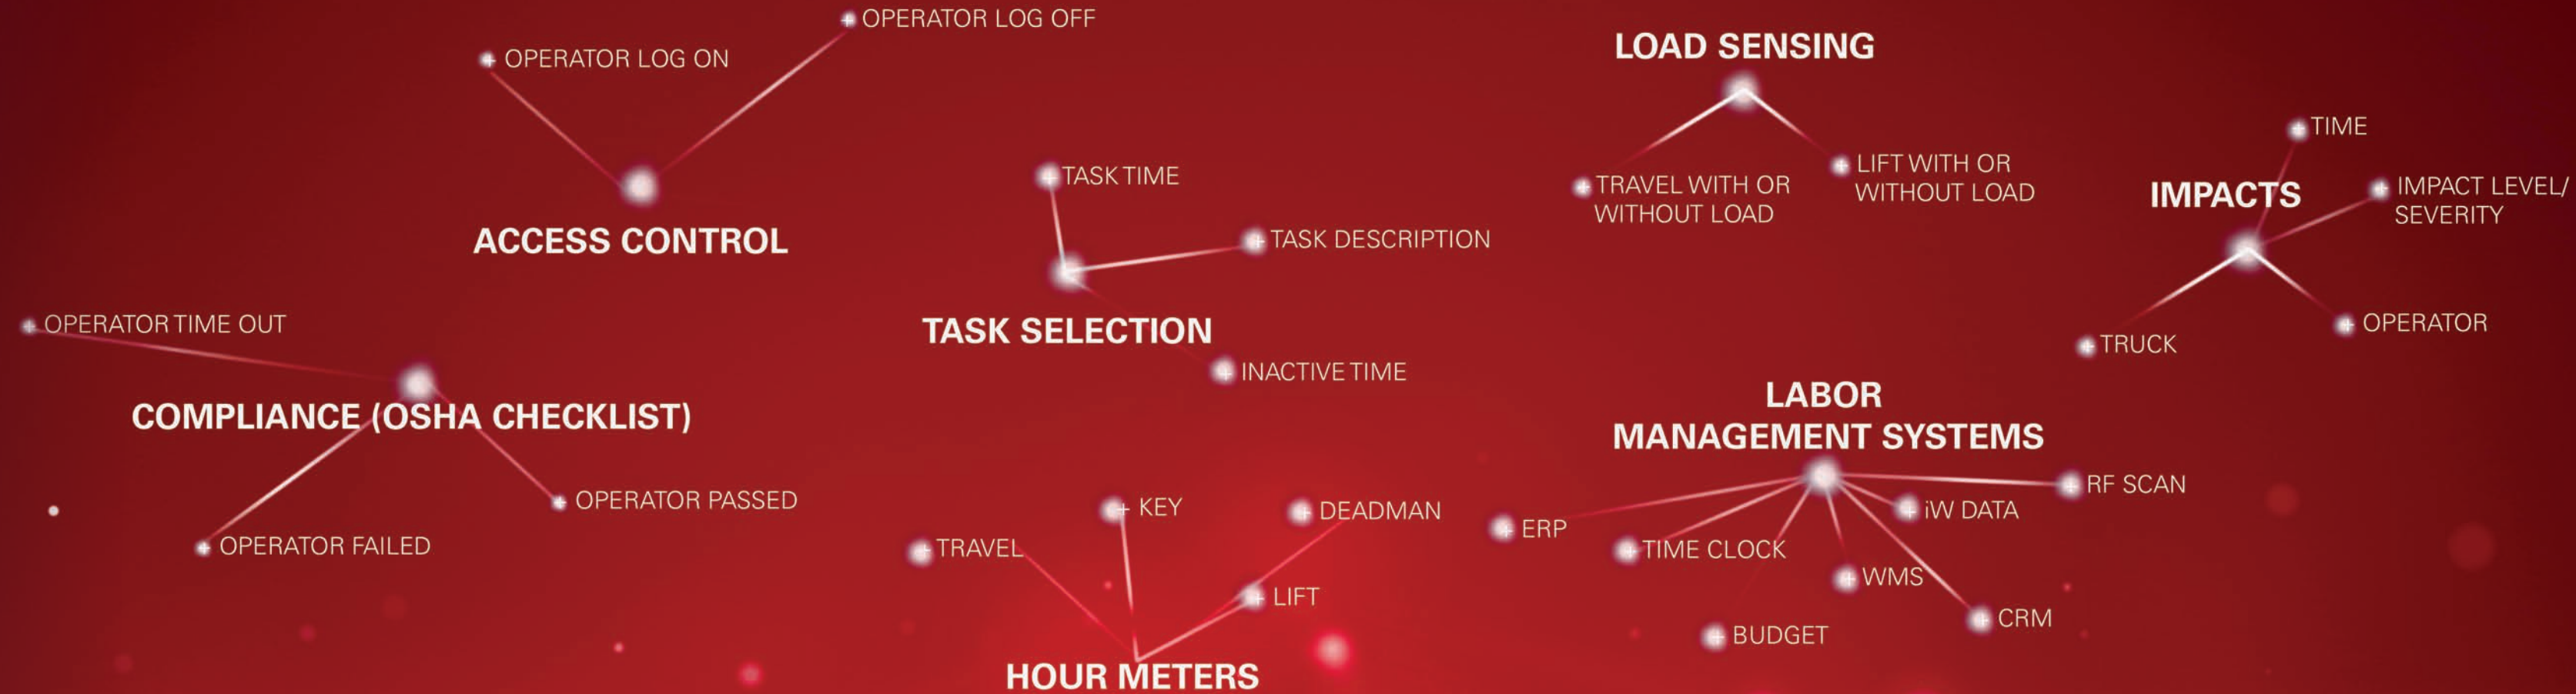 OPERATOR LOG OFF
OPERATOR LOG ON
ACCESS CONTROL
OPERATOR TIME OUT
COMPLIANCE (OSHA CHECKLIST)
OPERATOR PASSED
OPERATOR FAILED
TASK TIME
TASK DESCRIPTION
TASK SELECTION
INACTIVE TIME
KEY
DEADMAN
TRAVEL
LIFT
HOUR METERS
LOAD SENSING
TRAVEL WITH OR
WITHOUT LOAD
LIFT WITH OR
WITHOUT LOAD
TIME
IMPACTS
IMPACT LEVEL/
SEVERITY
OPERATOR
TRUCK
LABOR
MANAGEMENT SYSTEMS
RF SCAN
iW DATA
ERP
TIME CLOCK
WMS
CRM
BUDGET